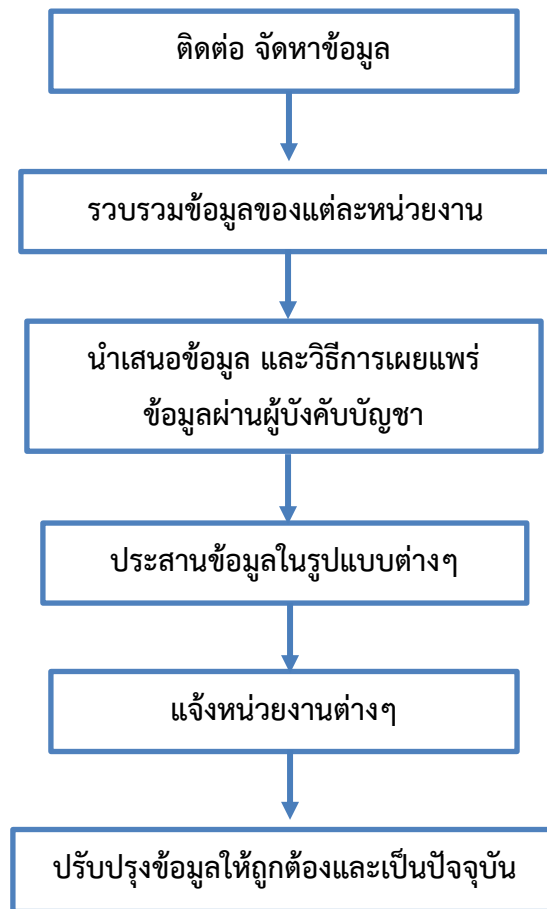 ติดต่อ จัดหาข้อมูล
รวบรวมข้อมูลของแต่ละหน่วยงาน
นำเสนอข้อมูล และวิธีการเผยแพร่
ข้อมูลผ่านผู้บังคับบัญชา
ประสานข้อมูลในรูปแบบต่างๆ
แจ้งหน่วยงานต่างๆ
ปรับปรุงข้อมูลให้ถูกต้องและเป็นปัจจุบัน